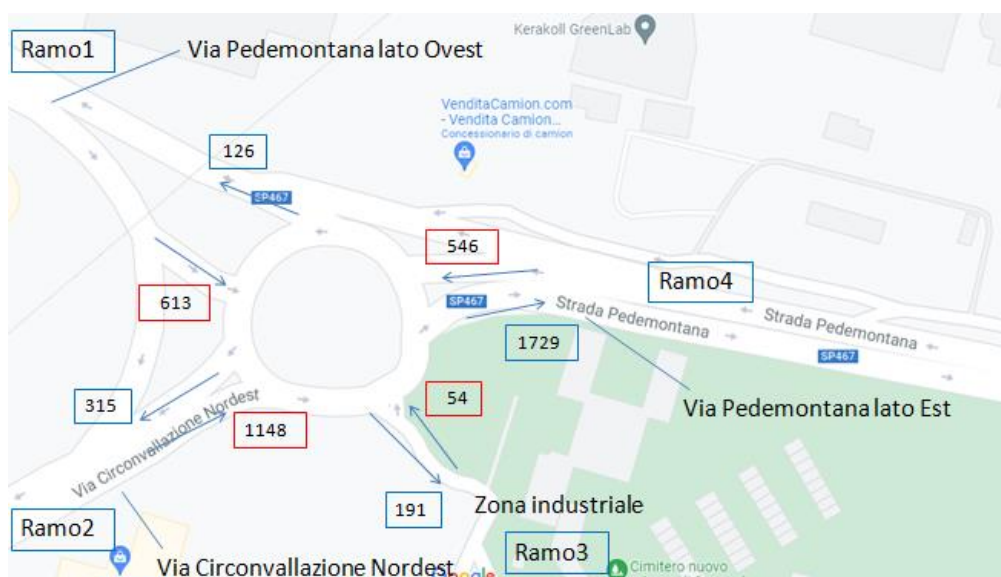 Kerakoll GreenLab
Ramo1
Via Pedemontana lato Ovest
VenditaCamion.com
- Vendita Camion...
Concessionario di camion
126
SP467
546
Ramo4
613
SP467
Strada Pedemontana
Strada Pedemontana
1729
SP467
315
Via Circonvallazione Nordest
54
Via Pedemontana lato Est
1148
191
Zona industriale
Ramo2
Ramo3
Via Circonvallazione Nordest
Google
Cimitero nuovo